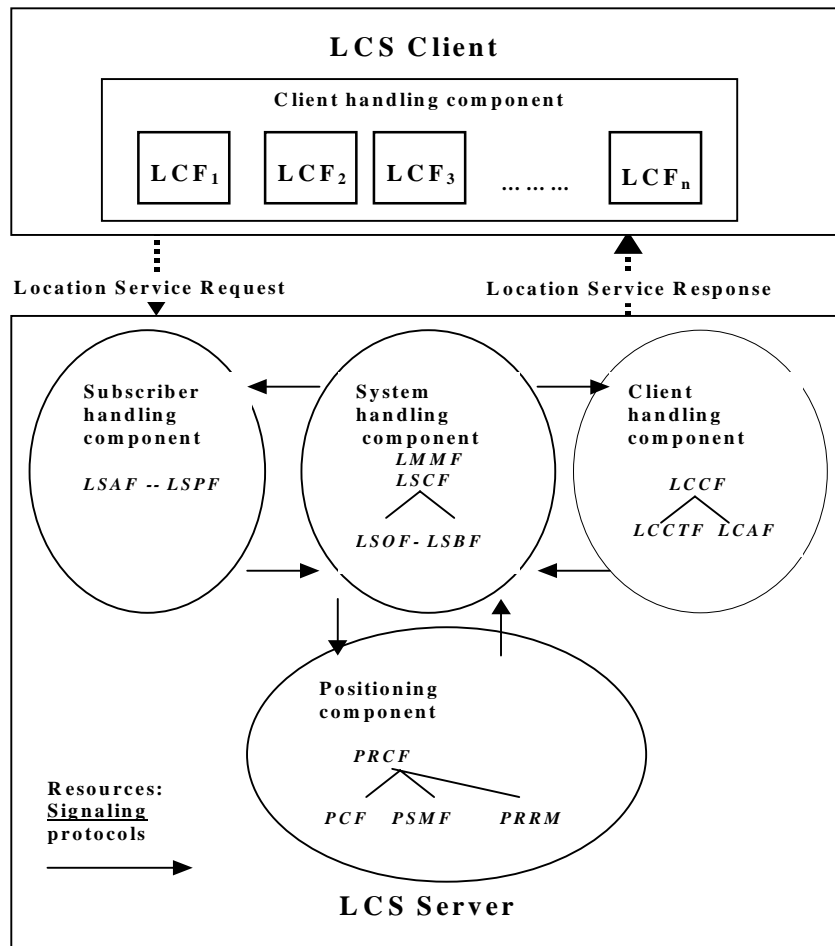 LCS Client
Client handling component
LCF1
LCF2
LCF3
... ... ...
LCFn
Location Service Request
Location Service Response
Subscriber
handling
component
LSAF -- LSPF
System
handling
component
LMMF
LSCF
LSOF- LSBF
Client
handling
component
LCCF
LCCTF LCAF
Positioning
component
PRCF
PCF PSMF PRRM
Resources:
Signaling
protocols
LCS Server